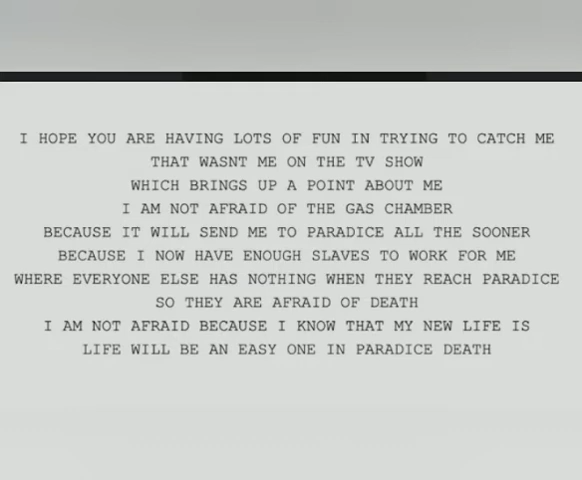 I HOPE YOU ARE HAVING LOTS OF FUN IN TRYING TO CATCH ME
THAT WASNT ME ON THE TV SHOW
WHICH BRINGS UP A POINT ABOUT ME
I AM NOT AFRAID OF THE GAS CHAMBER
BECAUSE IT WILL SEND ME TO PARADICE ALL THE SOONER
BECAUSE I NOW HAVE ENOUGH SLAVES TO WORK FOR ME
WHERE EVERYONE ELSE HAS NOTHING WHEN THEY REACH PARADICE
SO THEY ARE AFRAID OF DEATH
I AM NOT AFRAID BECAUSE I KNOW THAT MY NEW LIFE IS
LIFE WILL BE AN EASY ONE IN PARADICE DEATH